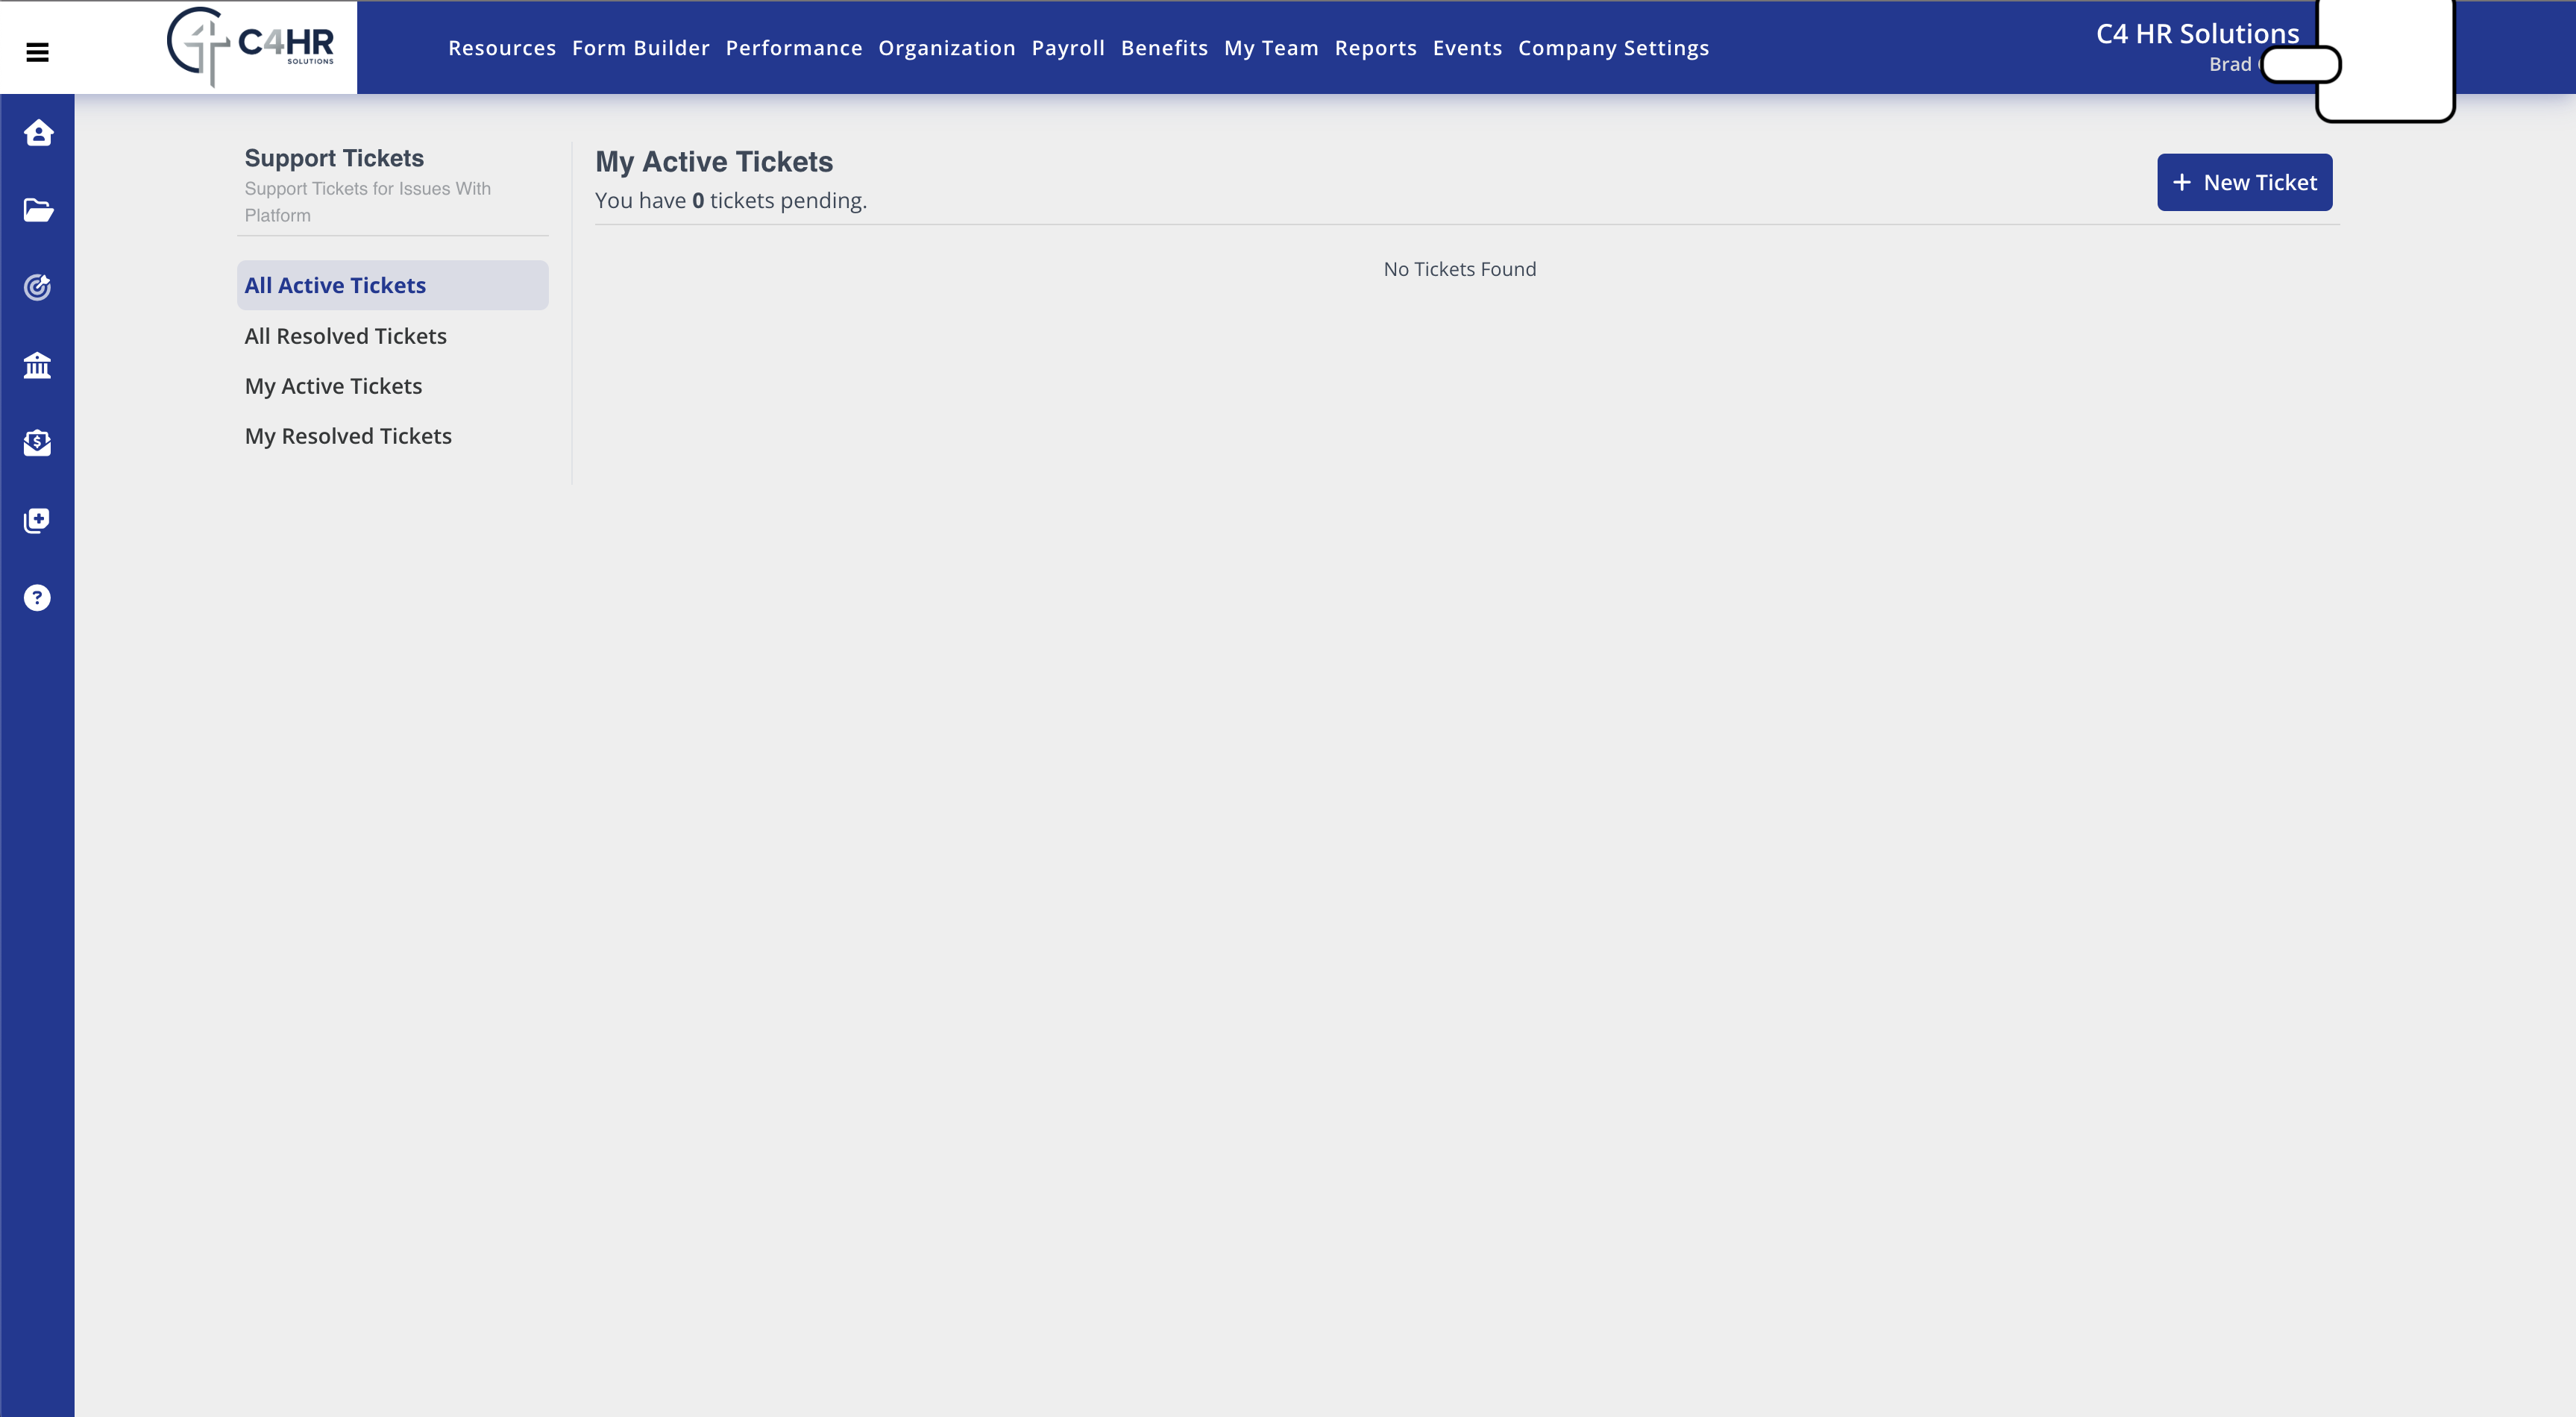 C4HR
SOLUTIONS
Resources Form Builder Performance Organization Payroll Benefits My Team Reports Events Company Settings
C4 HR Solutions
Brad
Support Tickets
Support Tickets for Issues With
Platform
All Active Tickets
All Resolved Tickets
My Active Tickets
My Resolved Tickets
My Active Tickets
You have 0 tickets pending.
+ New Ticket
No Tickets Found